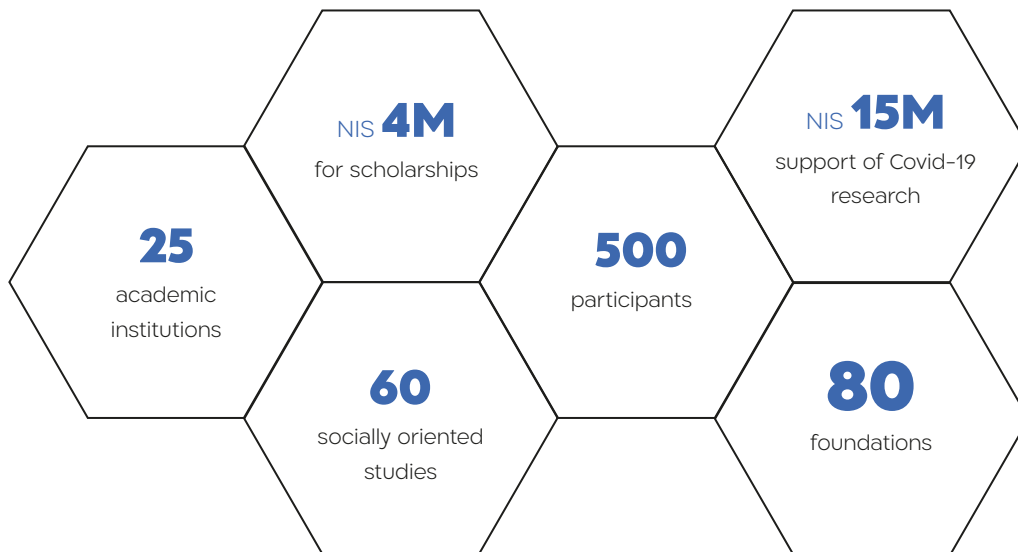 NIS 4M
for scholarships
NIS 15M
support of Covid-19
research
25
academic
institutions
500
participants
60
socially oriented
studies
80
foundations